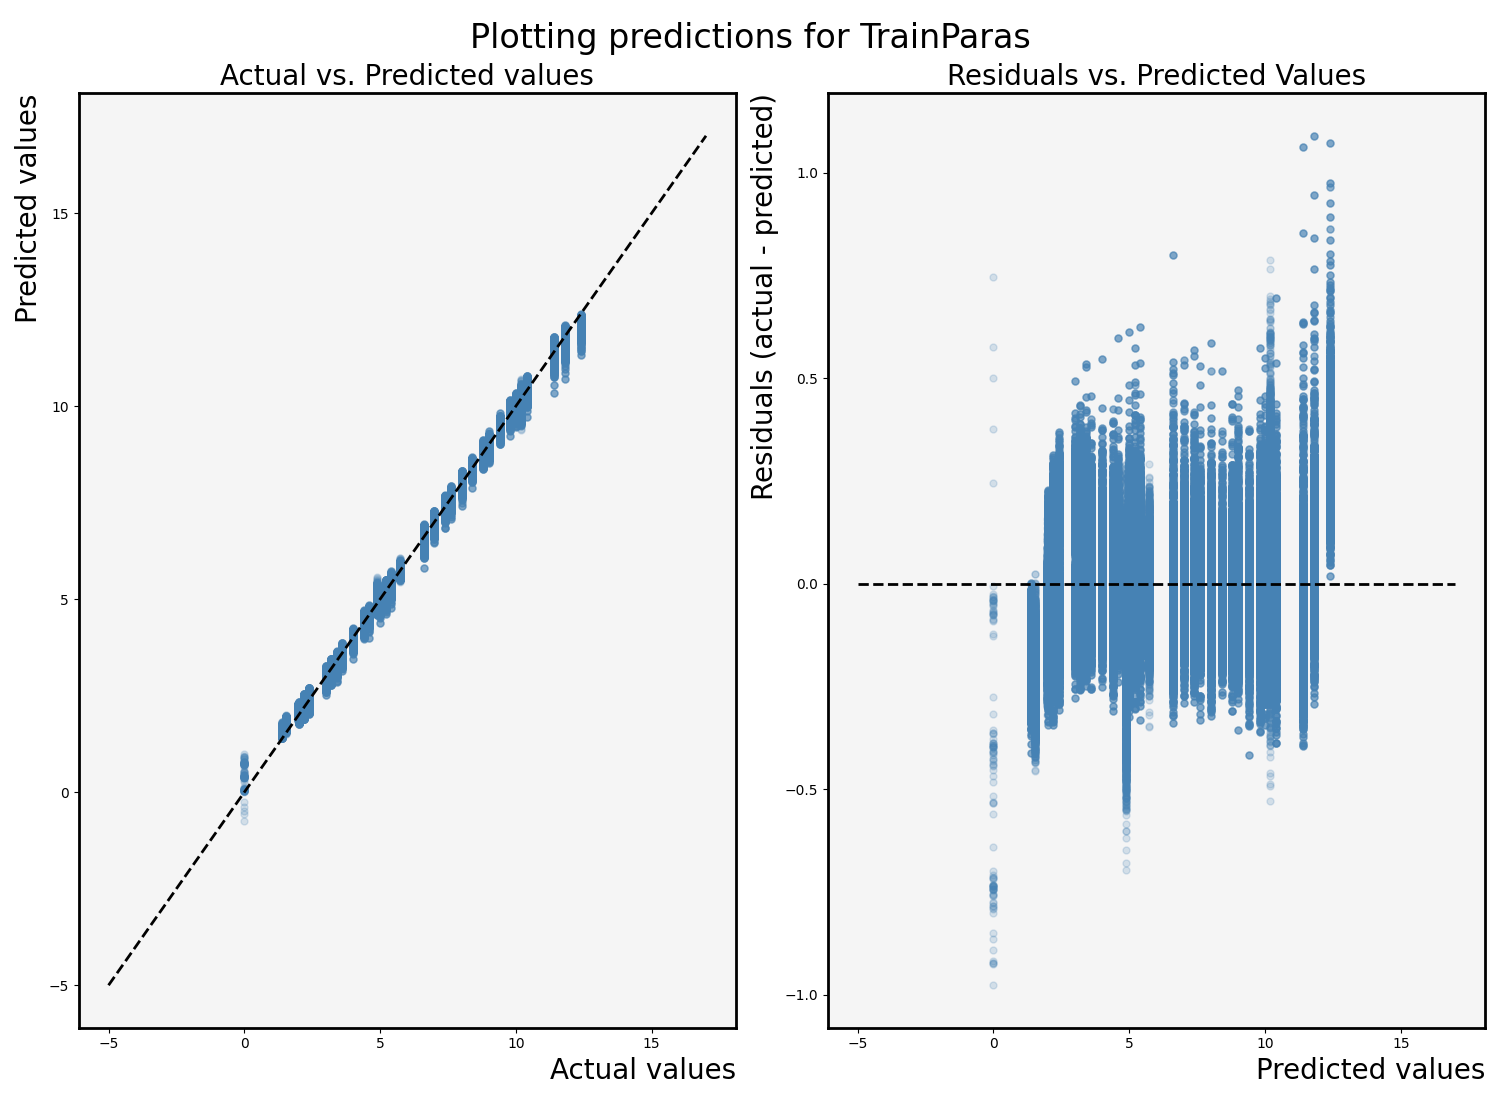 Plotting predictions for TrainParas
Actual vs. Predicted values
Predicted values
15
10
5
0
−5
−5
0
5
10
15
Actual values
Residuals vs. Predicted Values
Residuals (actual - predicted)
1.0
0.5
0.0
−0.5
−1.0
−5
0
5
10
15
Predicted values